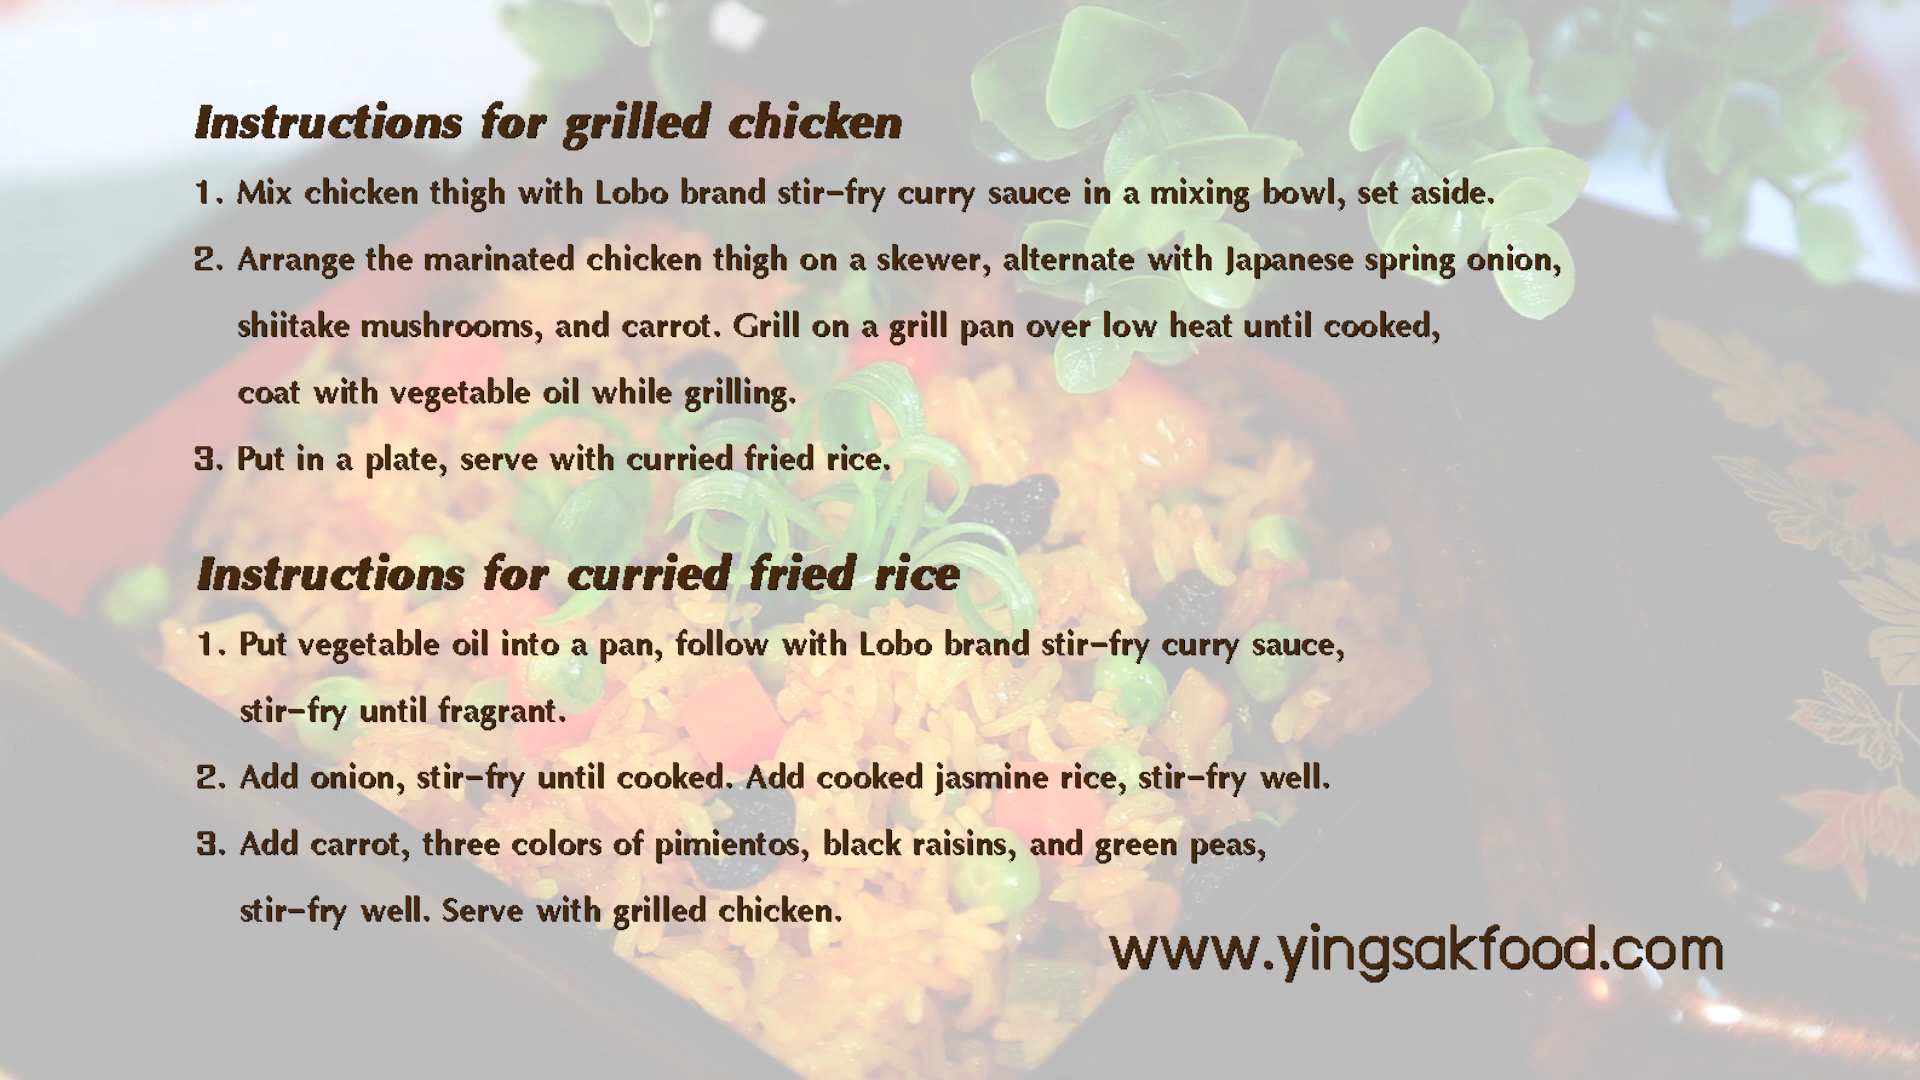 Instructions for grilled chicken
1. Mix chicken thigh with Lobo brand stir-fry curry sauce in a mixing bowl, set aside.
2. Arrange the marinated chicken thigh on a skewer, alternate with Japanese spring onion,
shiitake mushrooms, and carrot. Grill on a grill pan over low heat until cooked,
coat with vegetable oil while grilling.
3. Put in a plate, serve with curried fried rice.
Instructions for curried fried rice
1. Put vegetable oil into a pan, follow with Lobo brand stir-fry curry sauce,
stir-fry until fragrant.
2. Add onion, stir-fry until cooked. Add cooked jasmine rice, stir-fry well.
3. Add carrot, three colors of pimientos, black raisins, and green peas,
stir-fry well. Serve with grilled chicken.
www.yingsakfood.com